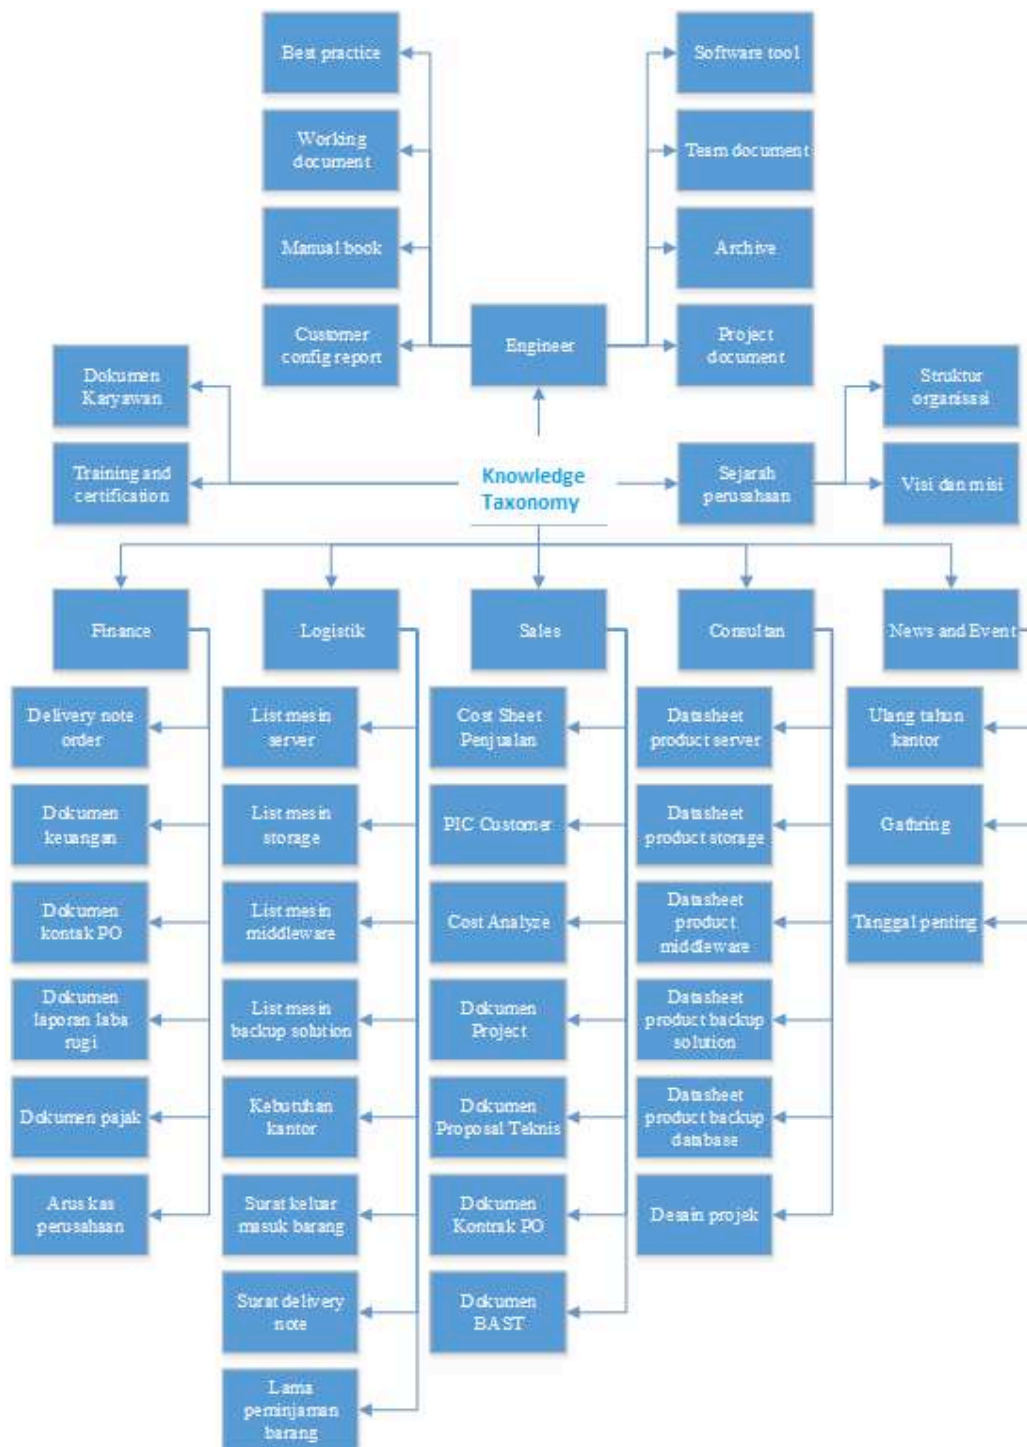 Best practice
Software tool
Working
document
Team document
Manual book
Archive
Customer
config report
Engineer
Project
document
Dokumen
Karyawan
Struktur
organisasi
Training and
certification
Knowledge
Taxonomy
Sejarah
perusahaan
Visi dan misi
Finance
Logistik
Sales
Consultan
News and Event
Delivery note
order
List mesin
server
Cost Sheet
Penjualan
Datasheet
product server
Ulang tahun
kantor
Dokumen
keuangan
List mesin
storage
PIC Customer
Datasheet
product storage
Gathring
Dokumen
kontak PO
List mesin
middleware
Cost Analyze
Datasheet
product
middleware
Tanggal penting
Dokumen
laporan laba
rugi
List mesin
backup solution
Dokumen
Project
Datasheet
product backup
solution
Dokumen pajak
Kebutuhan
kantor
Dokumen
Proposal Teknis
Datasheet
product backup
database
Arus kas
perusahaan
Surat keluar
masuk barang
Dokumen
Kontrak PO
Desain projek
Surat delivery
note
Dokumen
BAST
Lama
peminjaman
barang